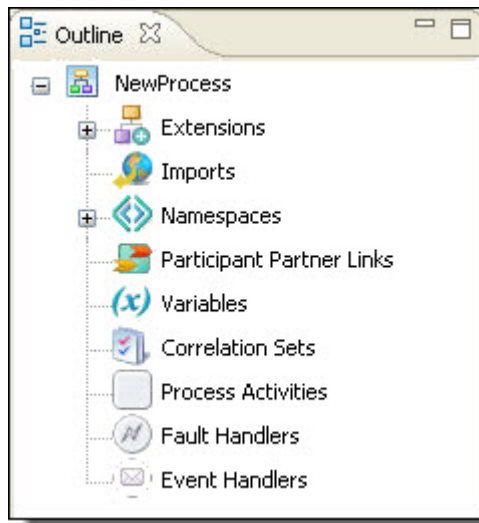 Outline
NewProcess
Extensions
Imports
Namespaces
Participant Partner Links
(x) Variables
Correlation Sets
Process Activities
Fault Handlers
Event Handlers